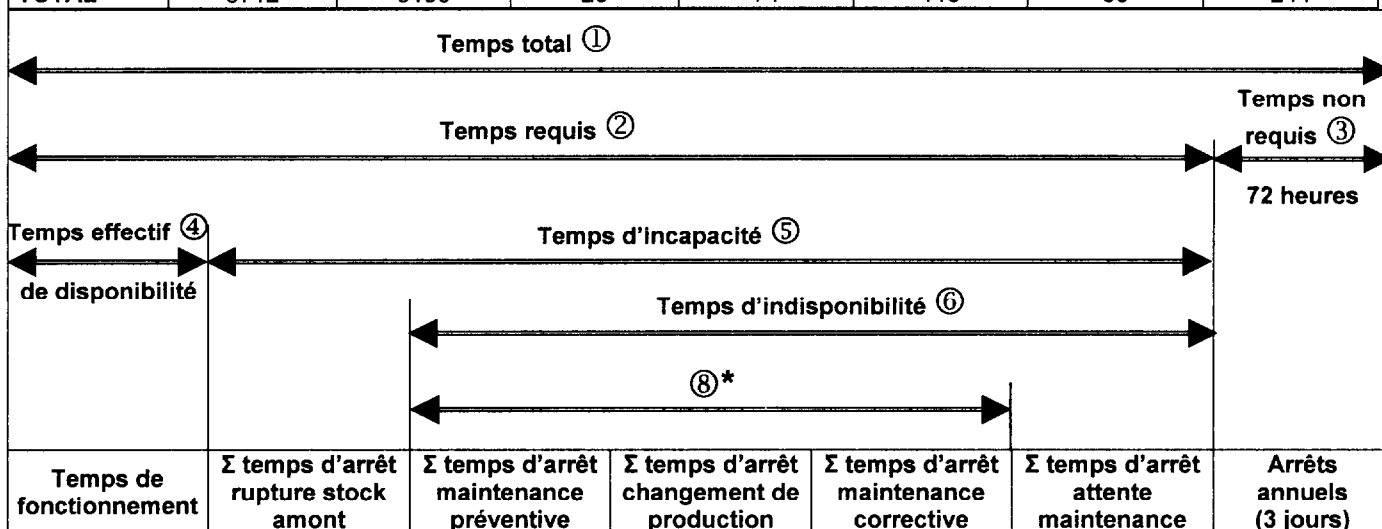 Temps total ①
Temps non
requis ③
Temps requis ②
72 heures
Temps effectif ④
de disponibilité
Temps d'incapacité ⑤
Temps d'indisponibilité ⑥
⑧*
Temps de
fonctionnement
Σ temps d'arrêt
rupture stock
amont
Σ temps d'arrêt
maintenance
préventive
Σ temps d'arrêt
changement de
production
Σ temps d'arrêt
maintenance
corrective
Σ temps d'arrêt
attente
maintenance
Arrêts
annuels
(3 jours)